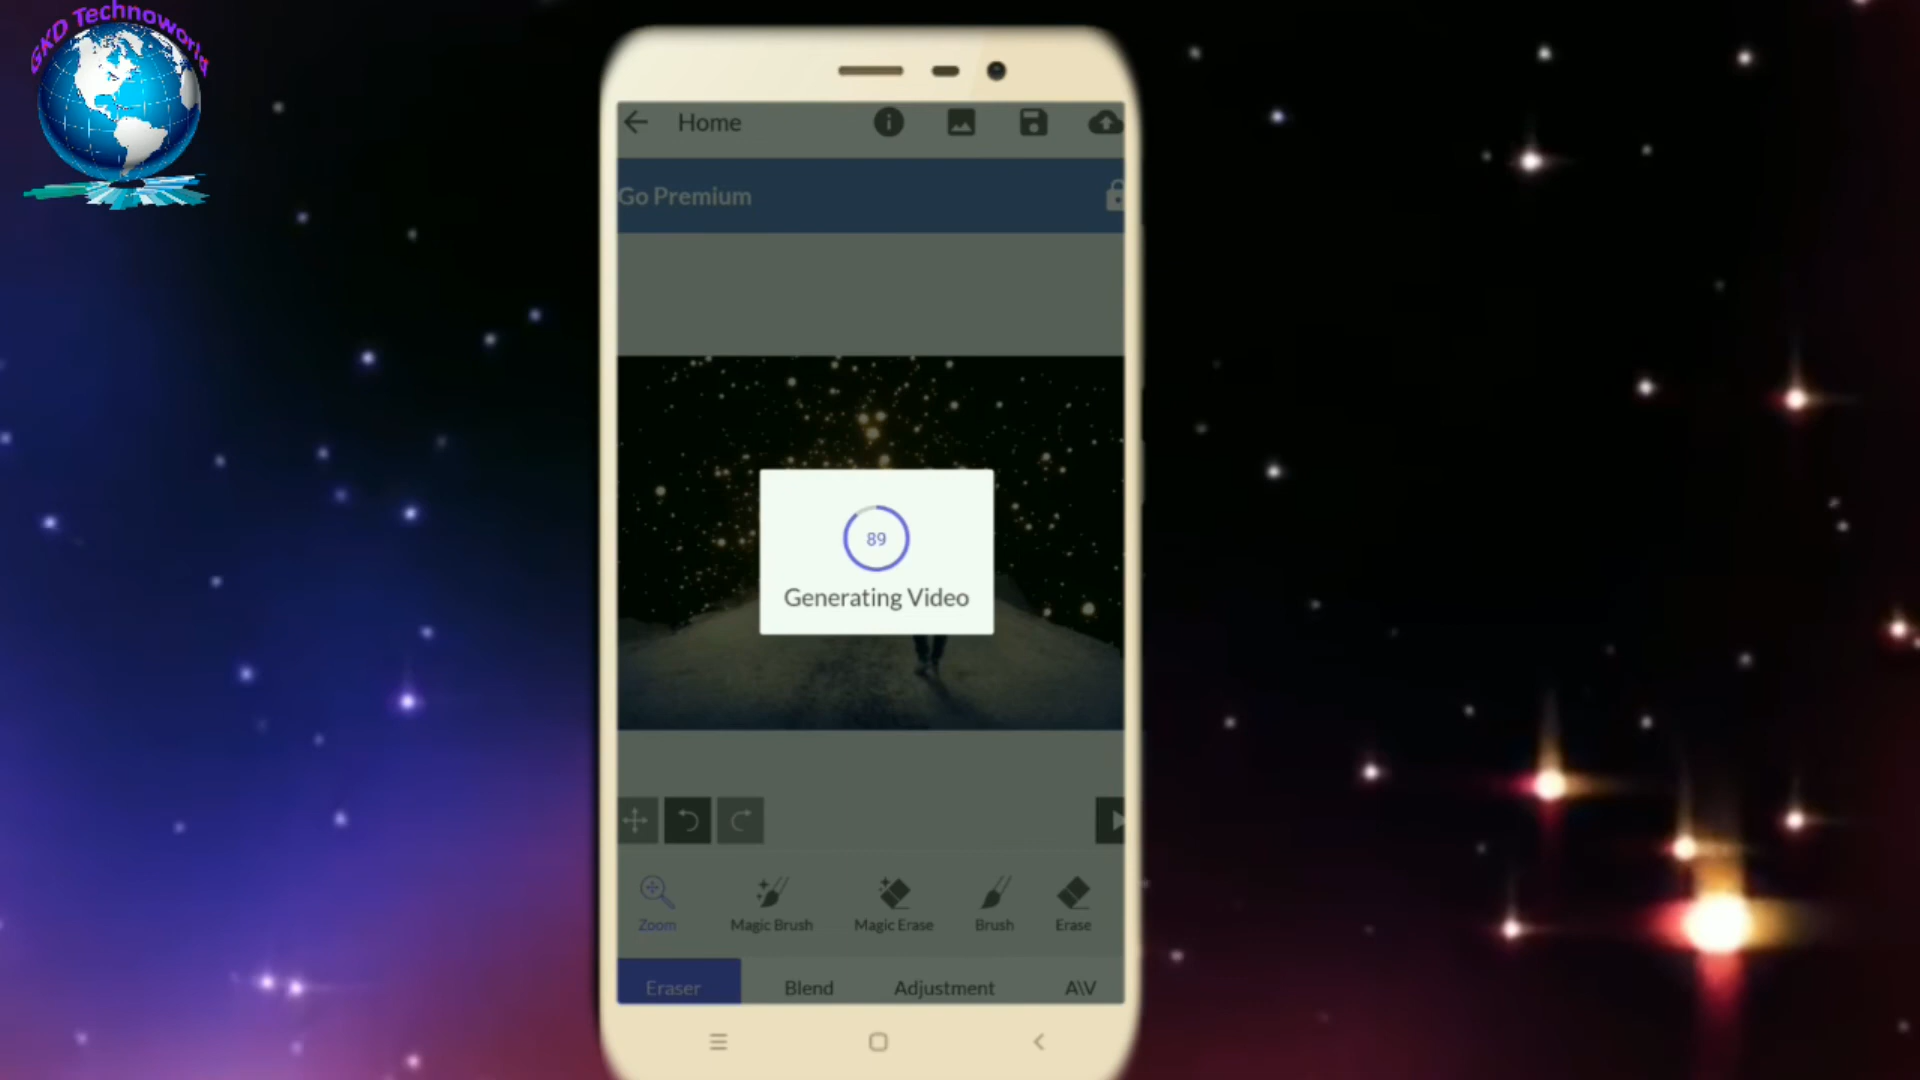 GKD Technoworld
Home
Go Premium
89
Generating Video
Zoom
Magic Brush
Magic Erase
Brush
Erase
Eraser
Blend
Adjustment
A\V